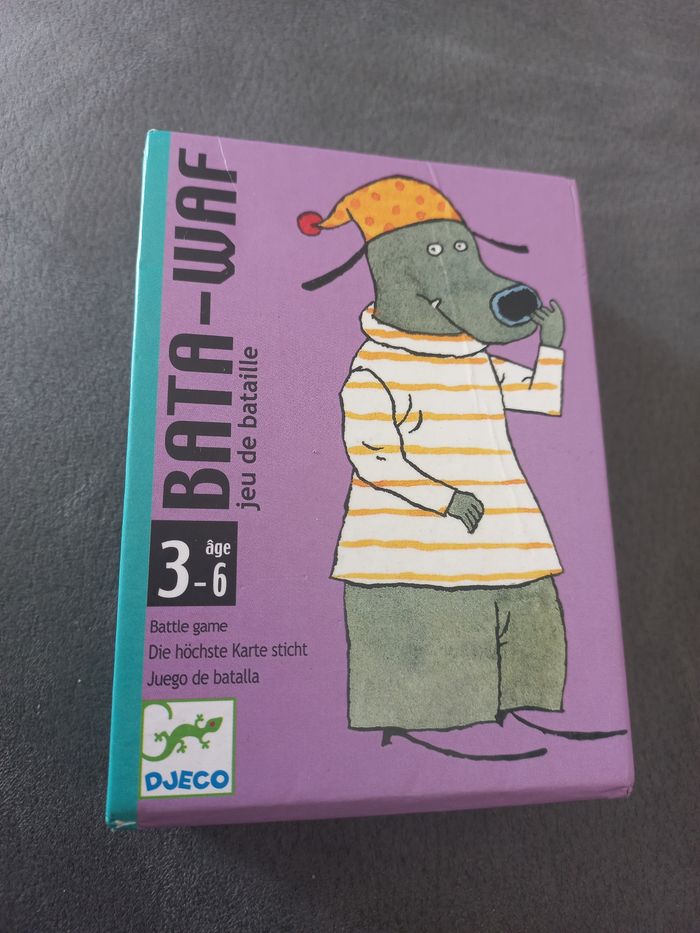 BATA-WAF
jeu de bataille
âge
3-6
Battle game
Die höchste Karte sticht
Juego de batalla
DJECO